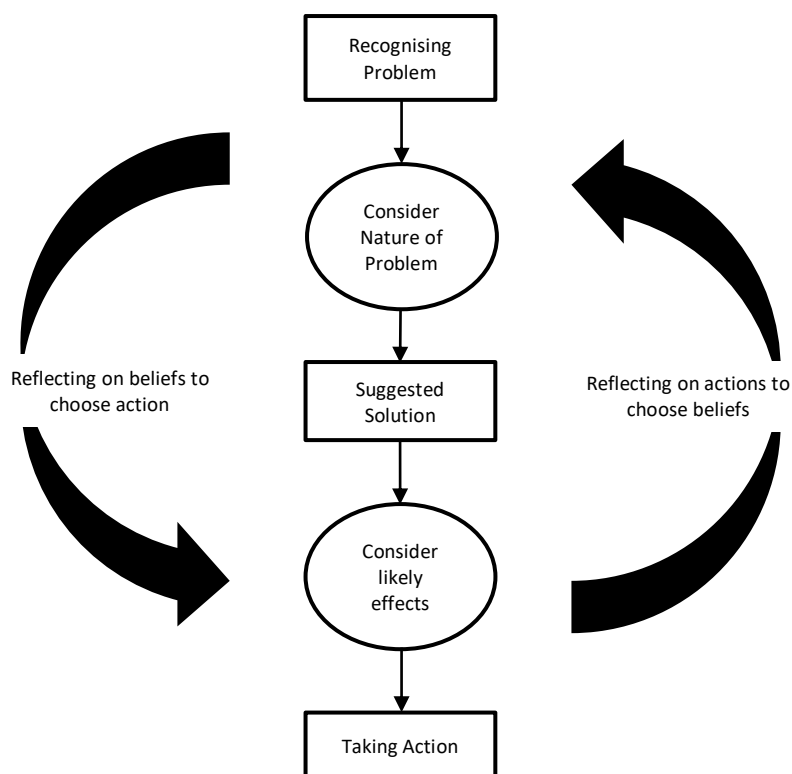 Recognising
Problem
Consider
Nature of
Problem
Suggested
Solution
Reflecting on beliefs to
choose action
Reflecting on actions to
choose beliefs
Consider
likely
effects
Taking Action